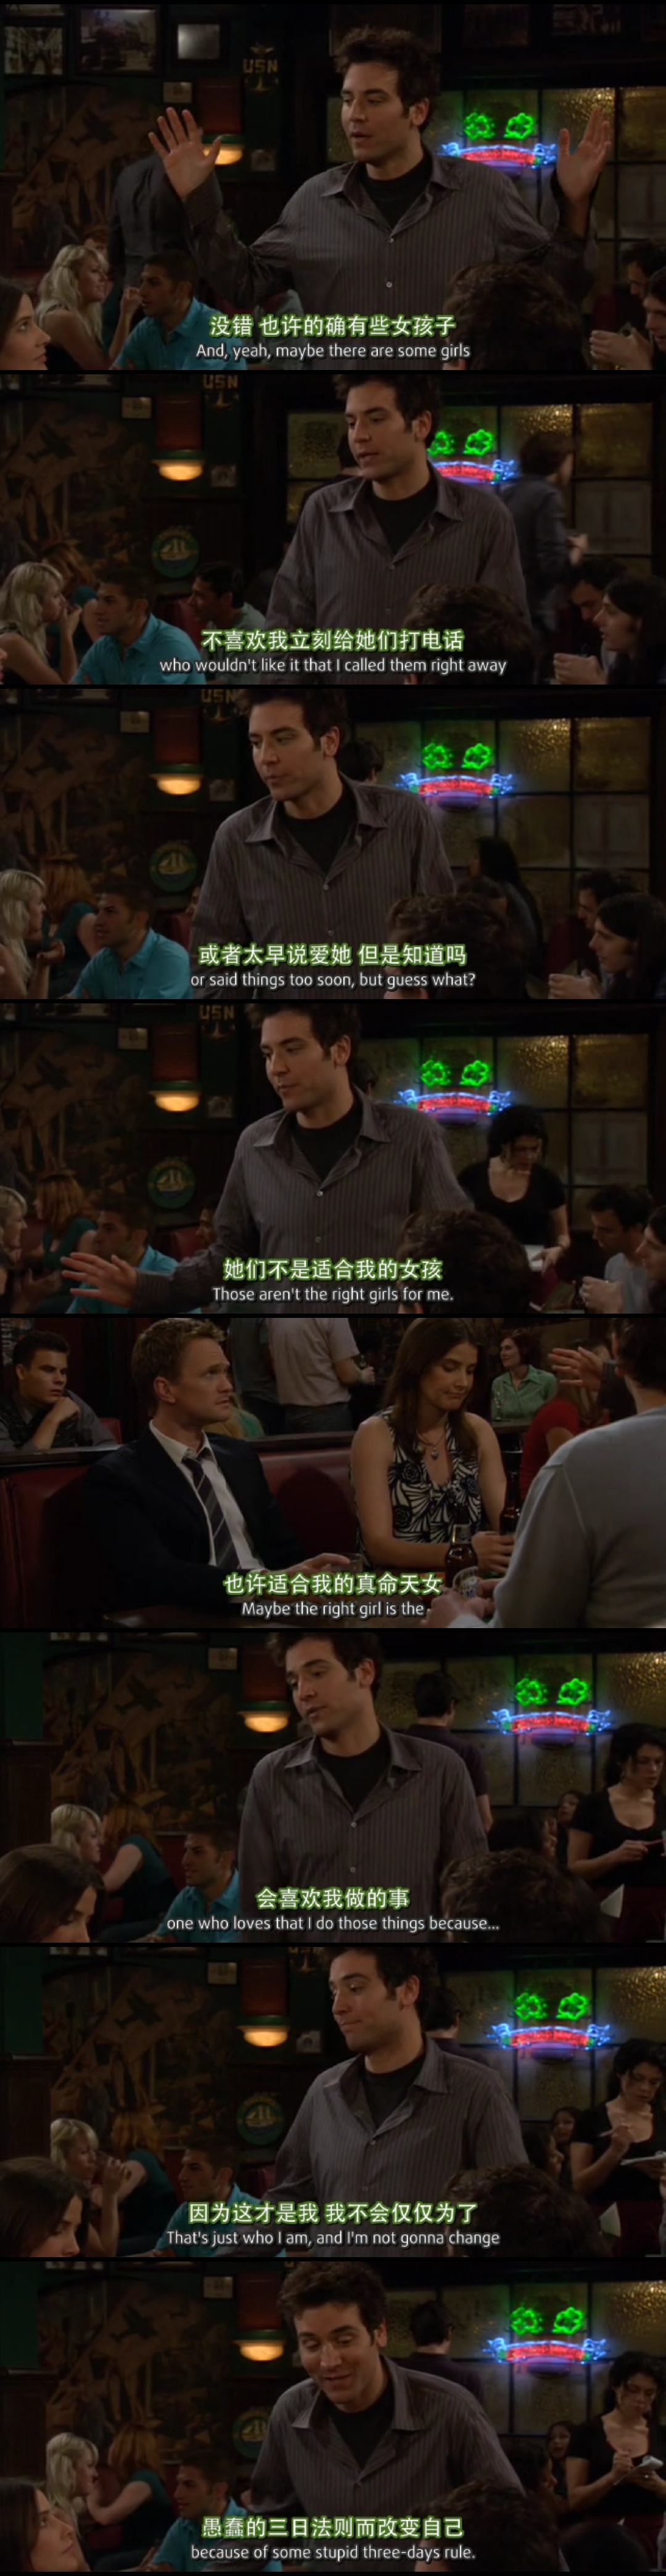 USN
没错 也许的确有些女孩子
And, yeah, maybe there are some girls
USN
不喜欢我立刻给她们打电话
who wouldn't like it that I called them right away
USN
或者太早说爱她 但是知道吗
or said things too soon, but guess what?
USN
她们不是适合我的女孩
Those aren't the right girls for me.
也许适合我的真命天女
Maybe the right girl is the
会喜欢我做的事
one who loves that I do those things because...
因为这才是我 我不会仅仅为了
That's just who I am, and I'm not gonna change
愚蠢的三日法则而改变自己
because of some stupid three-days rule.